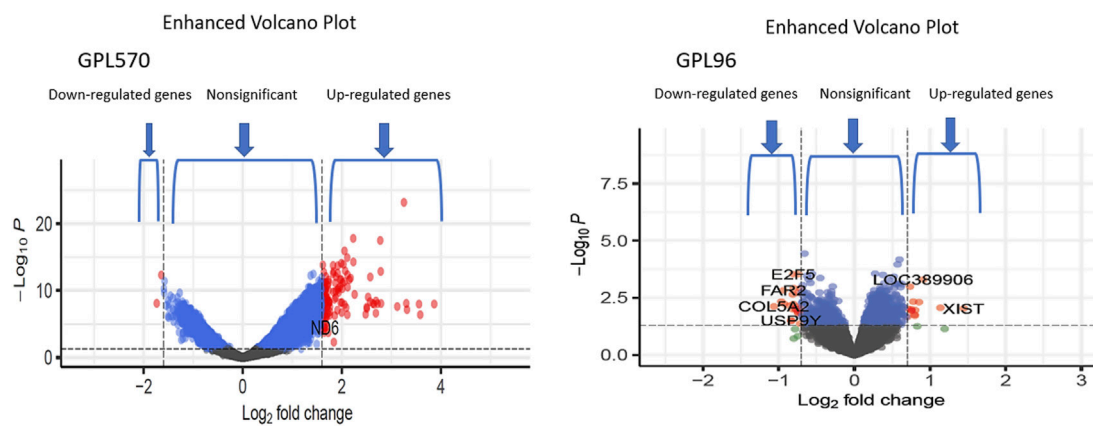 Enhanced Volcano Plot
GPL570
Down-regulated genes
Nonsignificant
Up-regulated genes
−Log10 P
20
10
0
ND6
−2
0
2
4
Log2 fold change
Enhanced Volcano Plot
GPL96
Down-regulated genes
Nonsignificant
Up-regulated genes
−Log10 P
7.5
5.0
2.5
0.0
E2F5
LOC389906
FAR2
COL5A2
XIST
USP9Y
−2
−1
0
1
2
3
Log2 fold change